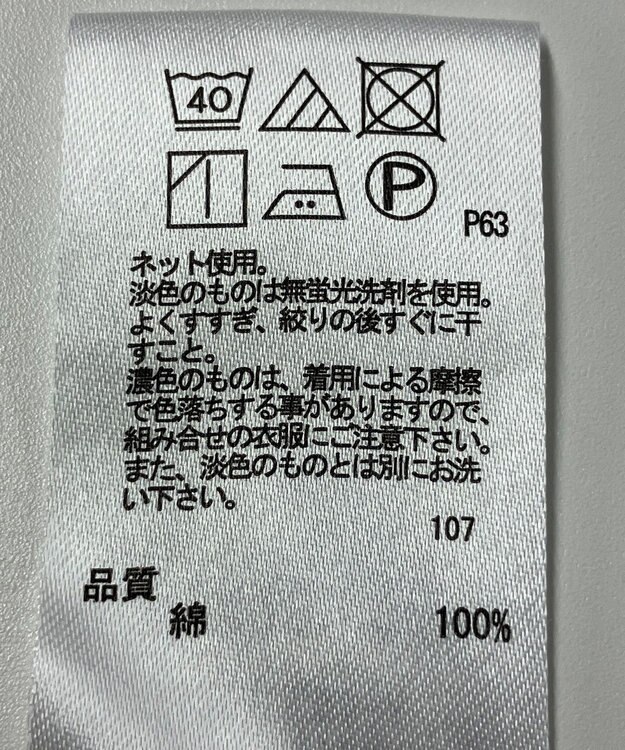 40
P
P63
ネット使用。
淡色のものは無蛍光洗剤を使用。
よくすすぎ、絞りの後すぐに干
すこと。
濃色のものは、着用による摩擦
で色落ちする事がありますので、
組み合せの衣服にご注意下さい。
また、淡色のものとは別にお洗
い下さい。
107
品質
綿 100%